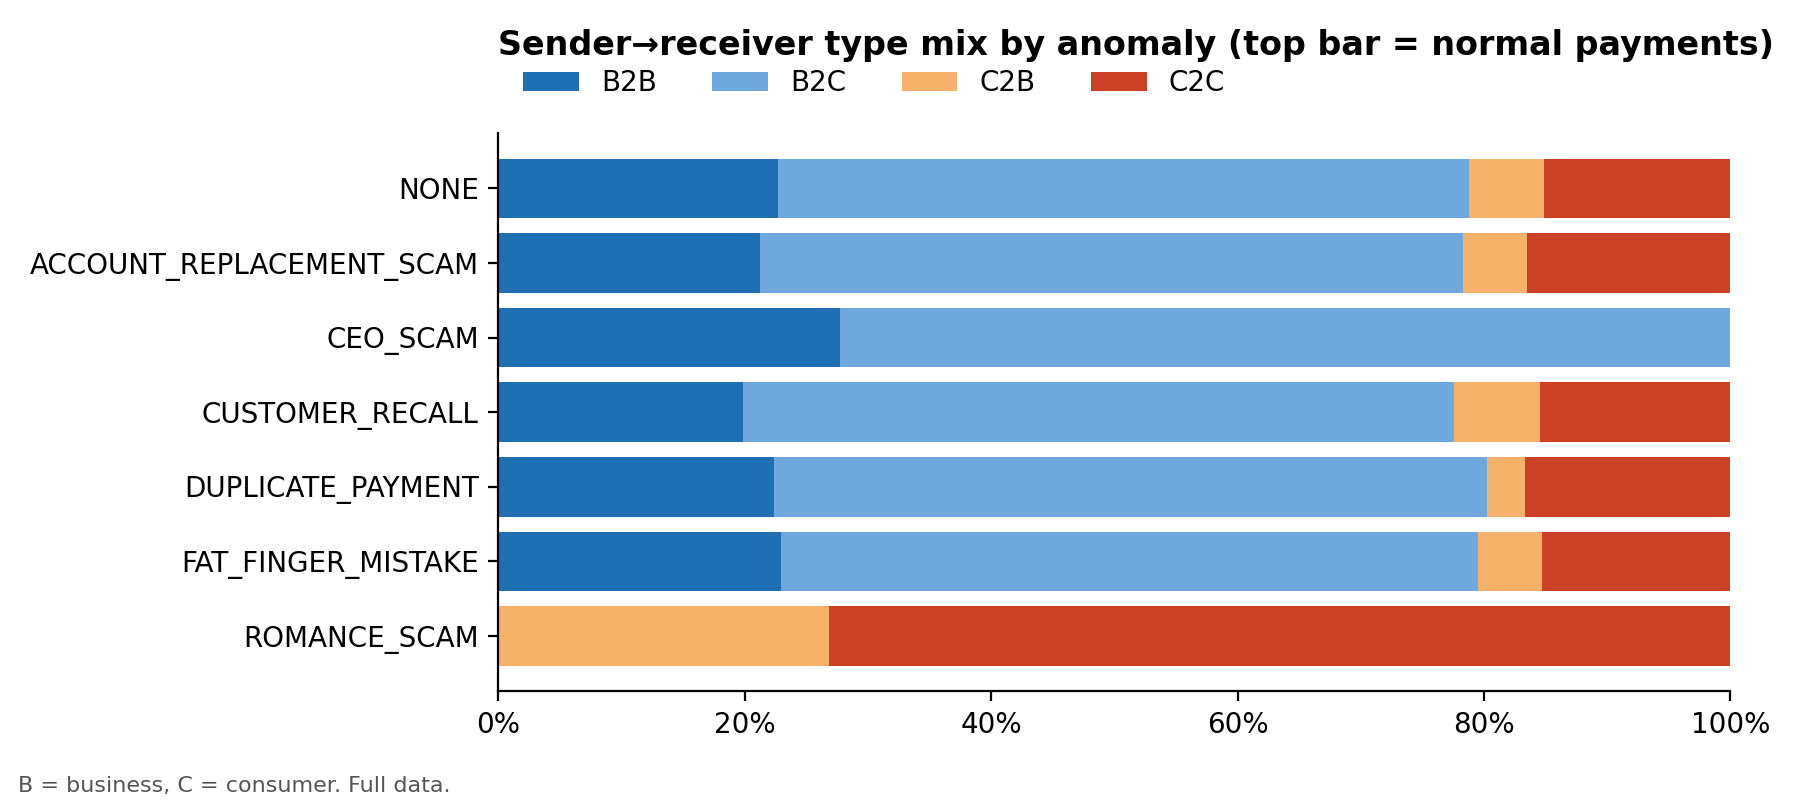 Sender→receiver type mix by anomaly (top bar = normal payments)
B2B B2C C2B C2C
NONE
ACCOUNT_REPLACEMENT_SCAM
CEO_SCAM
CUSTOMER_RECALL
DUPLICATE_PAYMENT
FAT_FINGER_MISTAKE
ROMANCE_SCAM
0% 20% 40% 60% 80% 100%
B = business, C = consumer. Full data.